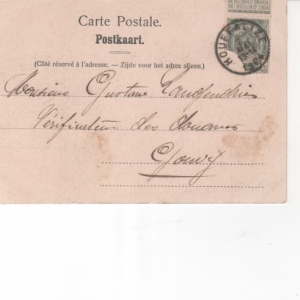 Carte Postale.
Postkaart.
(Côté réservé à l'adresse. — Zijde voor het adres alleen.)
Monsieur Gustave
Vérificateur des douanes
Gouvy